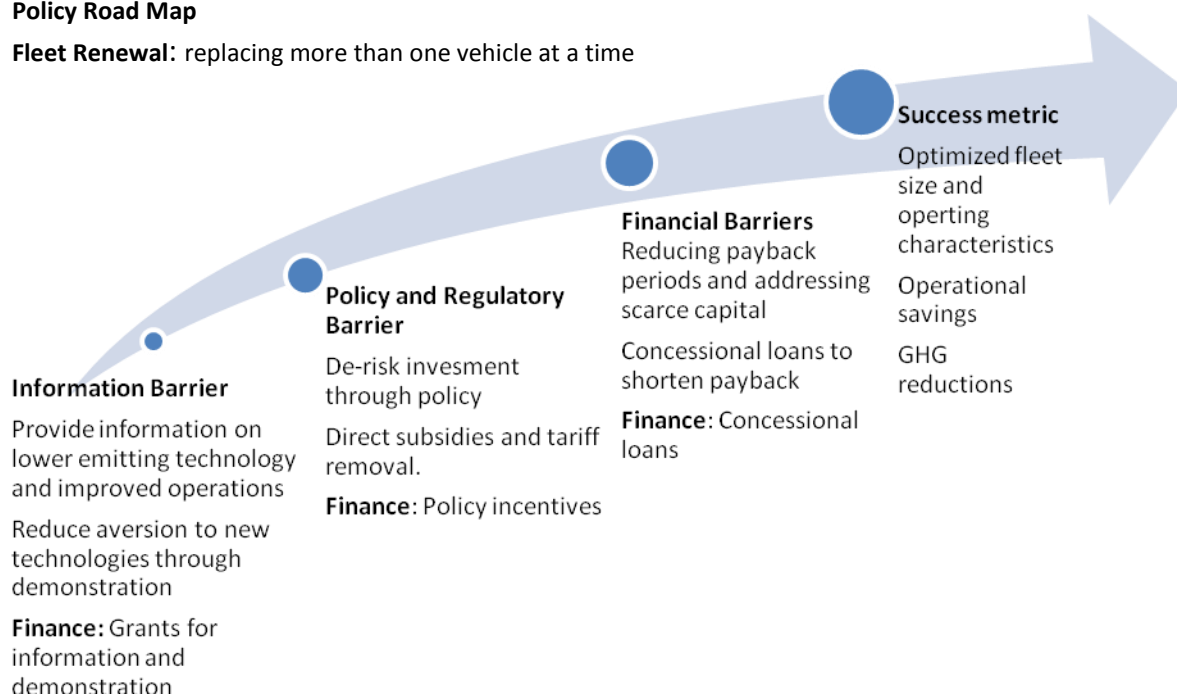 Policy Road Map
Fleet Renewal: replacing more than one vehicle at a time
Information Barrier
Provide information on
lower emitting technology
and improved operations
Reduce aversion to new
technologies through
demonstration
Finance: Grants for
information and
demonstration
Policy and Regulatory
Barrier
De-risk invesment
through policy
Direct subsidies and tariff
removal.
Finance: Policy incentives
Financial Barriers
Reducing payback
periods and addressing
scarce capital
Concessional loans to
shorten payback
Finance: Concessional
loans
Success metric
Optimized fleet
size and
operting
characteristics
Operational
savings
GHG
reductions